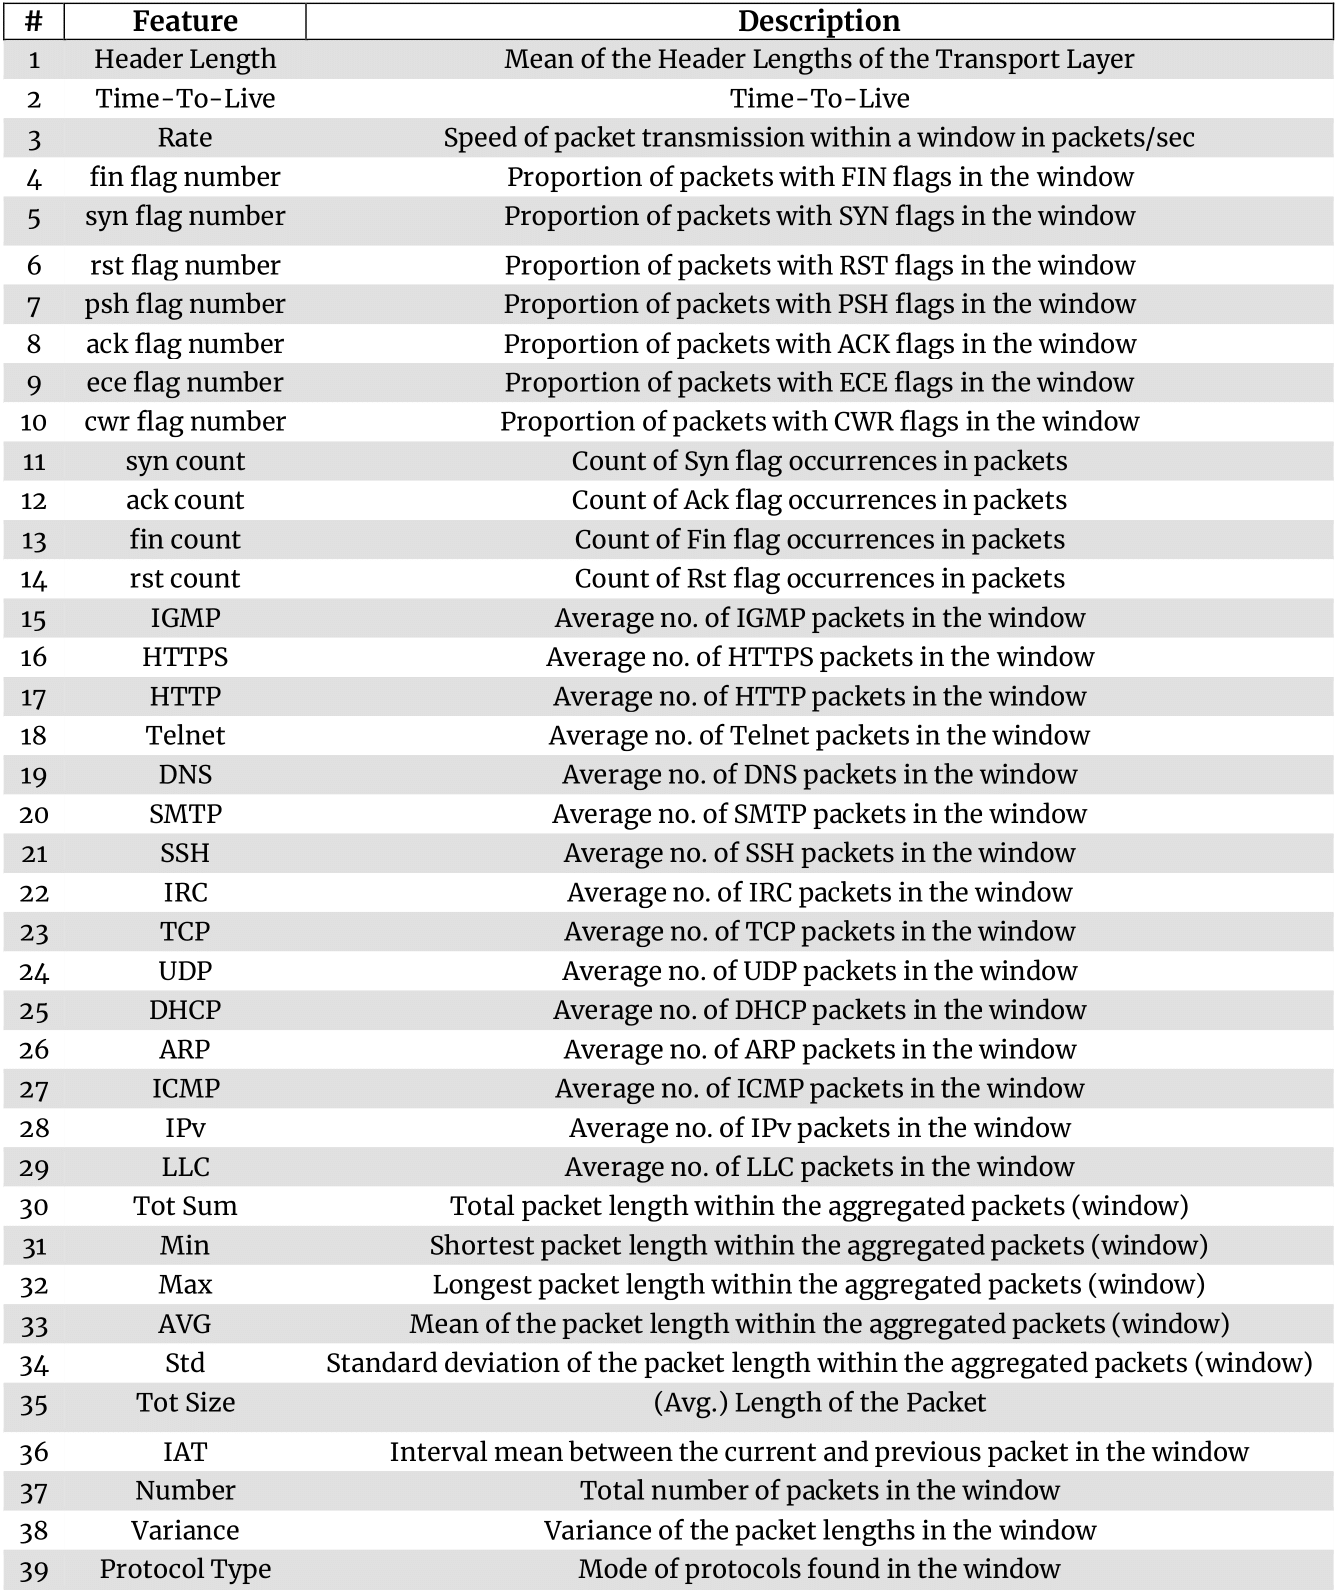 # Feature Description
1 Header Length Mean of the Header Lengths of the Transport Layer
2 Time-To-Live Time-To-Live
3 Rate Speed of packet transmission within a window in packets/sec
4 fin flag number Proportion of packets with FIN flags in the window
5 syn flag number Proportion of packets with SYN flags in the window
6 rst flag number Proportion of packets with RST flags in the window
7 psh flag number Proportion of packets with PSH flags in the window
8 ack flag number Proportion of packets with ACK flags in the window
9 ece flag number Proportion of packets with ECE flags in the window
10 cwr flag number Proportion of packets with CWR flags in the window
11 syn count Count of Syn flag occurrences in packets
12 ack count Count of Ack flag occurrences in packets
13 fin count Count of Fin flag occurrences in packets
14 rst count Count of Rst flag occurrences in packets
15 IGMP Average no. of IGMP packets in the window
16 HTTPS Average no. of HTTPS packets in the window
17 HTTP Average no. of HTTP packets in the window
18 Telnet Average no. of Telnet packets in the window
19 DNS Average no. of DNS packets in the window
20 SMTP Average no. of SMTP packets in the window
21 SSH Average no. of SSH packets in the window
22 IRC Average no. of IRC packets in the window
23 TCP Average no. of TCP packets in the window
24 UDP Average no. of UDP packets in the window
25 DHCP Average no. of DHCP packets in the window
26 ARP Average no. of ARP packets in the window
27 ICMP Average no. of ICMP packets in the window
28 IPv Average no. of IPv packets in the window
29 LLC Average no. of LLC packets in the window
30 Tot Sum Total packet length within the aggregated packets (window)
31 Min Shortest packet length within the aggregated packets (window)
32 Max Longest packet length within the aggregated packets (window)
33 AVG Mean of the packet length within the aggregated packets (window)
34 Std Standard deviation of the packet length within the aggregated packets (window)
35 Tot Size (Avg.) Length of the Packet
36 IAT Interval mean between the current and previous packet in the window
37 Number Total number of packets in the window
38 Variance Variance of the packet lengths in the window
39 Protocol Type Mode of protocols found in the window